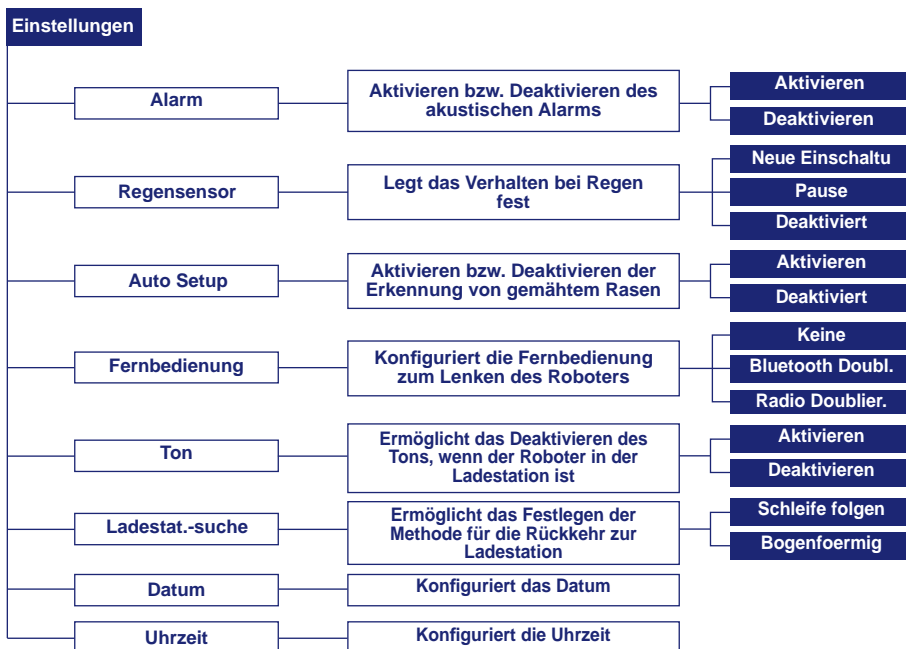 Einstellungen
Alarm
Aktivieren bzw. Deaktivieren des
akustischen Alarms
Aktivieren
Deaktivieren
Regensensor
Legt das Verhalten bei Regen
fest
Neue Einschaltu
Pause
Deaktiviert
Auto Setup
Aktivieren bzw. Deaktivieren der
Erkennung von gemähtem Rasen
Aktivieren
Deaktiviert
Fernbedienung
Konfiguriert die Fernbedienung
zum Lenken des Roboters
Keine
Bluetooth Doubl.
Radio Doublier.
Ton
Ermöglicht das Deaktivieren des
Tons, wenn der Roboter in der
Ladestation ist
Aktivieren
Deaktivieren
Ladestat.-suche
Ermöglicht das Festlegen der
Methode für die Rückkehr zur
Ladestation
Schleife folgen
Bogenfoermig
Datum
Konfiguriert das Datum
Uhrzeit
Konfiguriert die Uhrzeit